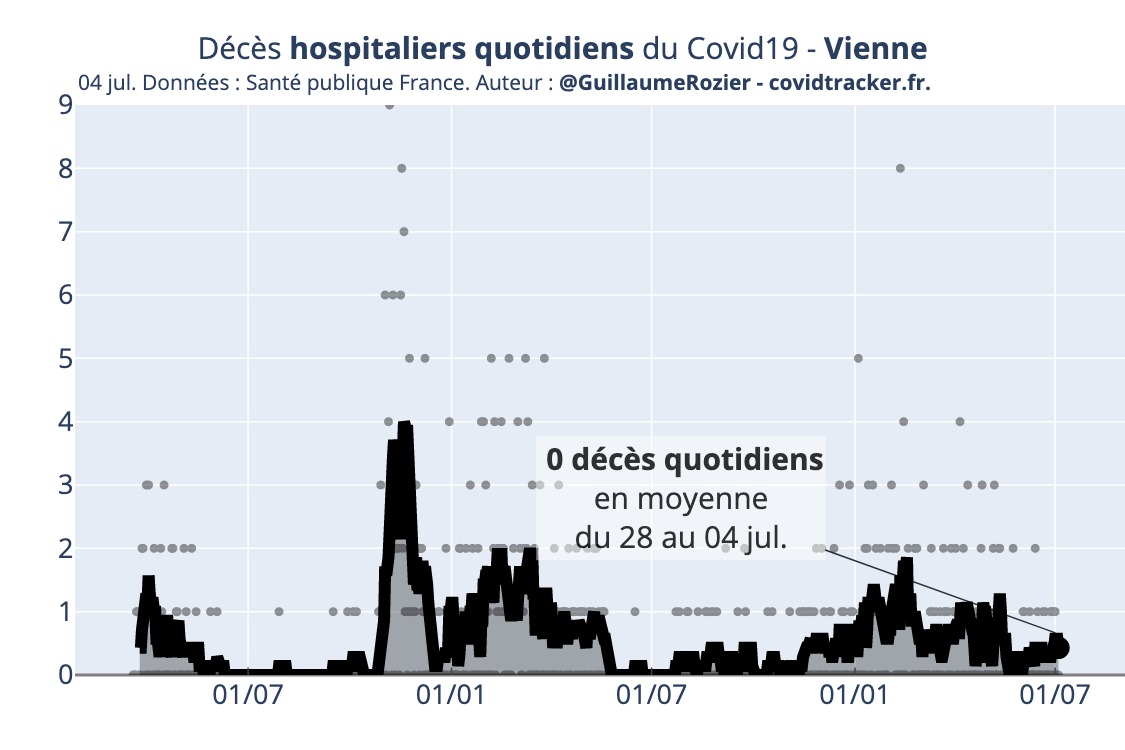 Décès hospitaliers quotidiens du Covid19 - Vienne
04 jul. Données : Santé publique France. Auteur : @GuillaumeRozier - covidtracker.fr.
9
8
7
6
5
4
3
2
1
0
0 décès quotidiens
en moyenne
du 28 au 04 jul.
01/07 01/01 01/07 01/01 01/07